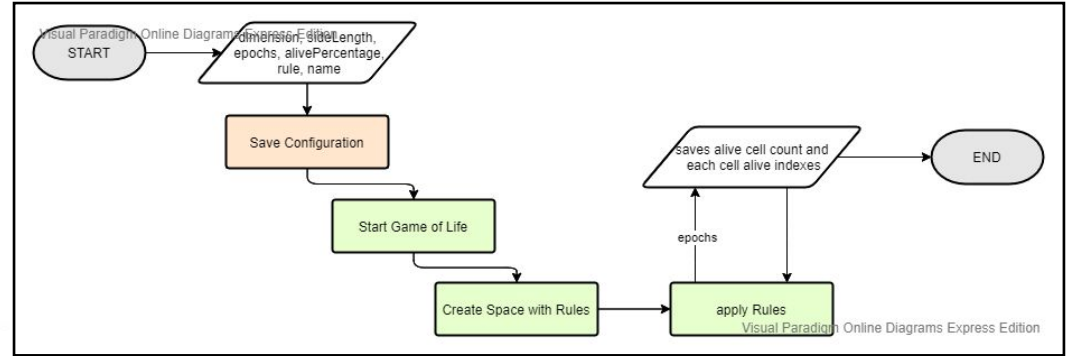 Visual Paradigm Online Diagrams Express Edition
START
dimension, sideLength,
epochs, alivePercentage,
rule, name
Save Configuration
saves alive cell count and
each cell alive indexes
END
Start Game of Life
epochs
Create Space with Rules
apply Rules
Visual Paradigm Online Diagrams Express Edition